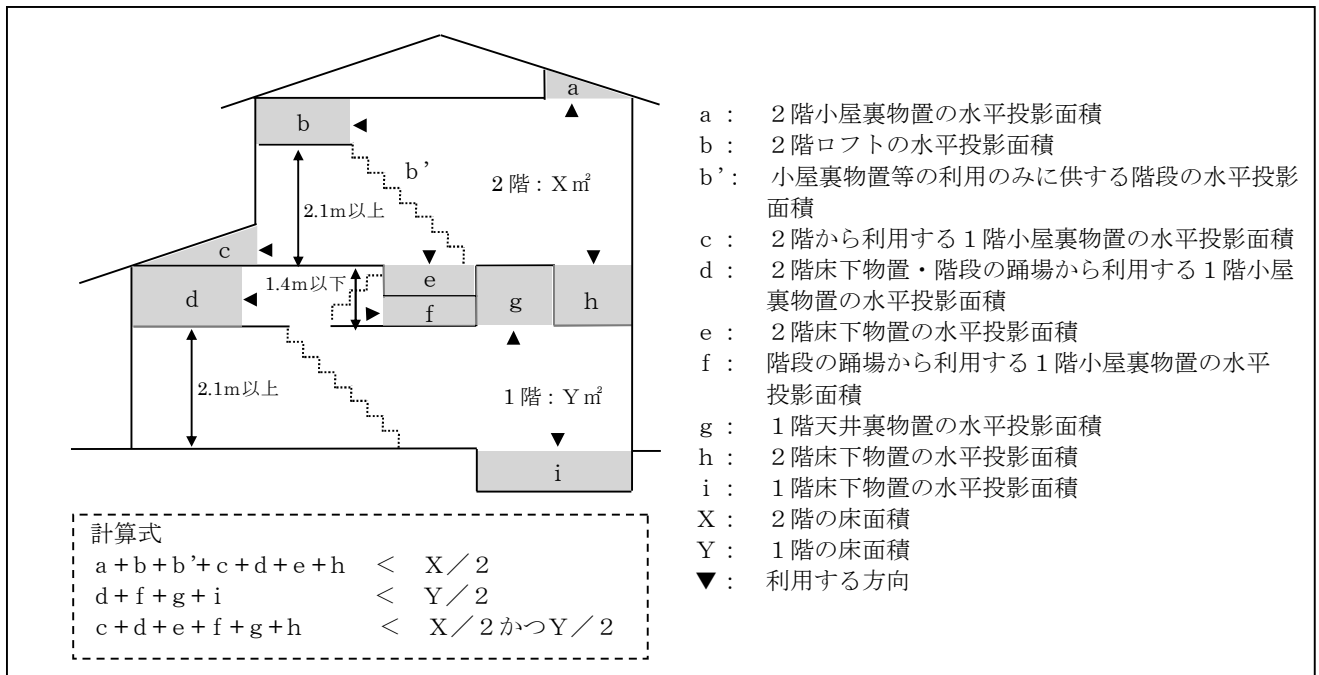 a
b
b’
2階：X㎡
2.1m以上
c
1.4m以下
e
d
f
g
h
2.1m以上
1階：Y㎡
i
計算式
a＋b＋b’＋c＋d＋e＋h ＜ X／2
d＋f＋g＋i ＜ Y／2
c＋d＋e＋f＋g＋h ＜ X／2かつY／2
a： 2階小屋裏物置の水平投影面積
b： 2階ロフトの水平投影面積
b’： 小屋裏物置等の利用のみに供する階段の水平投影
面積
c： 2階から利用する1階小屋裏物置の水平投影面積
d： 2階床下物置・階段の踊場から利用する1階小屋
裏物置の水平投影面積
e： 2階床下物置の水平投影面積
f： 階段の踊場から利用する1階小屋裏物置の水平
投影面積
g： 1階天井裏物置の水平投影面積
h： 2階床下物置の水平投影面積
i： 1階床下物置の水平投影面積
X： 2階の床面積
Y： 1階の床面積
▼： 利用する方向